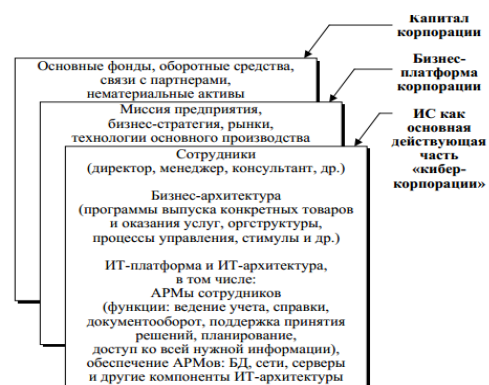 Капитал
корпорации
Основные фонды, оборотные средства,
связи с партнерами,
нематериальные активы
Бизнес-
платформа
корпорации
Миссия предприятия,
бизнес-стратегия, рынки,
технологии основного производства
ИС как
основная
действующая
часть
«кибер-
корпорации»
Сотрудники
(директор, менеджер, консультант, др.)
Бизнес-архитектура
(программы выпуска конкретных товаров
и оказания услуг, оргструктуры,
процессы управления, стимулы и др.)
ИТ-платформа и ИТ-архитектура,
в том числе:
АРМы сотрудников
(функции: ведение учета, справки,
документооборот, поддержка принятия
решений, планирование,
доступ ко всей нужной информации),
обеспечение АРМов: БД, сети, серверы
и другие компоненты ИТ-архитектуры